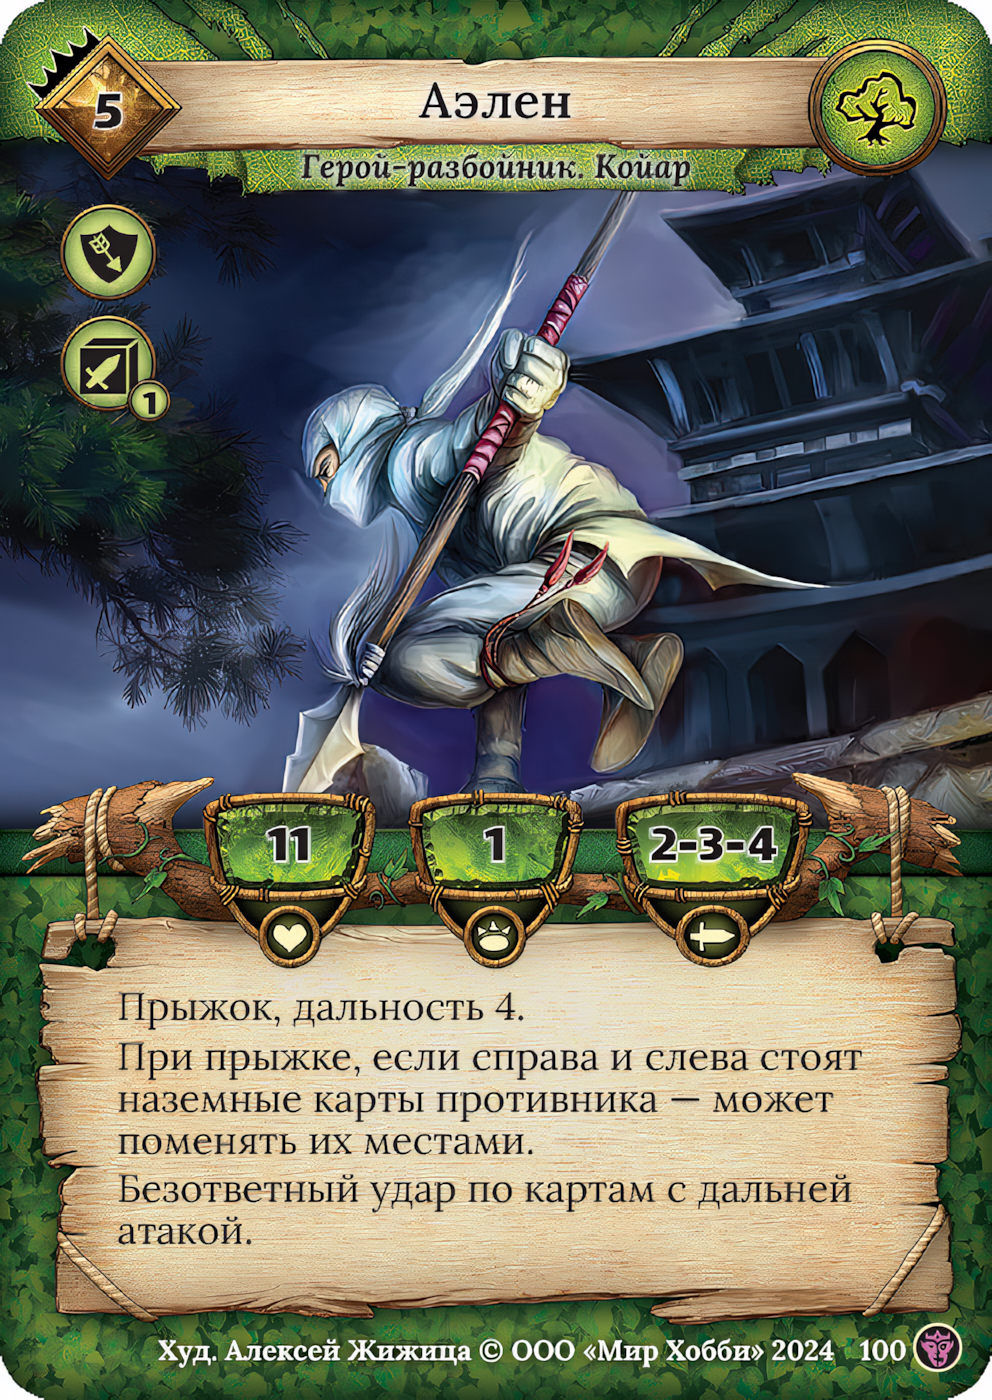 5
Аэлен
Герой-разбойник. Койар
1
11
1
2-3-4
Прыжок, дальность 4.
При прыжке, если справа и слева стоят
наземные карты противника — может
поменять их местами.
Безответный удар по картам с дальней
атакой.
Худ. Алексей Жижица © ООО «Мир Хобби» 2024 100